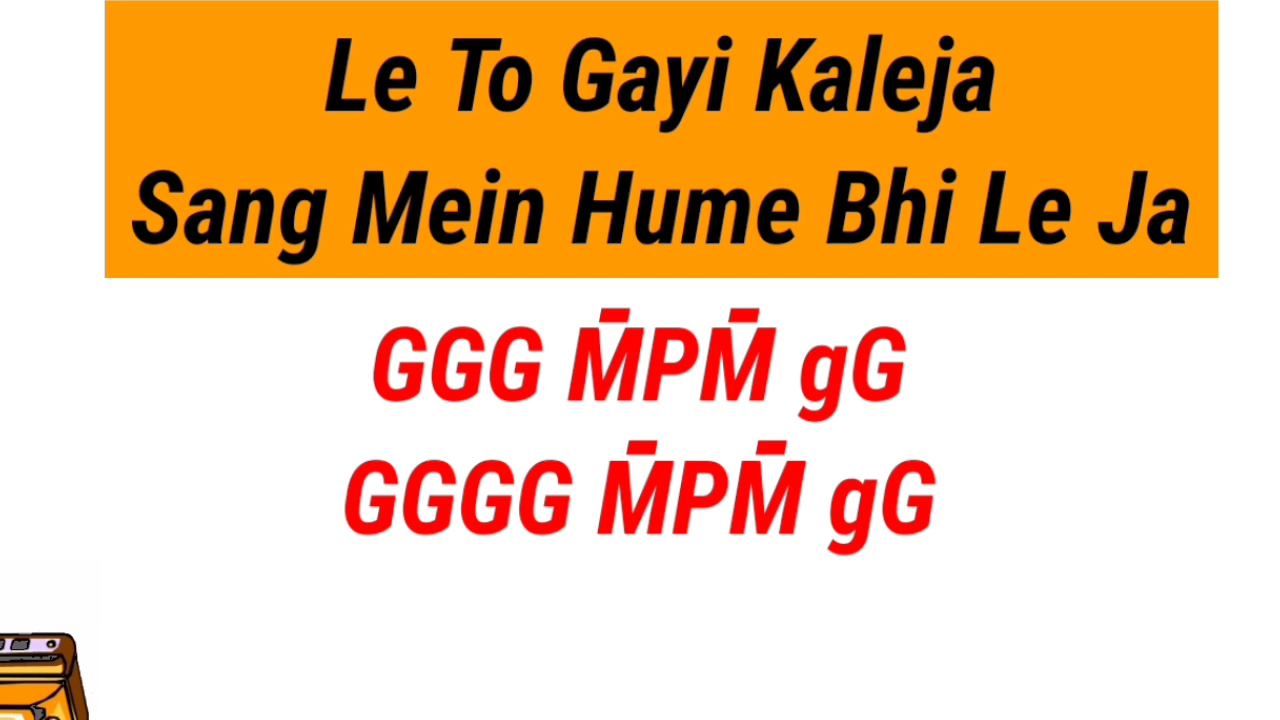 Le To Gayi Kaleja
Sang Mein Hume Bhi Le Ja
GGG M̄PM̄ gG
GGGG M̄PM̄ gG